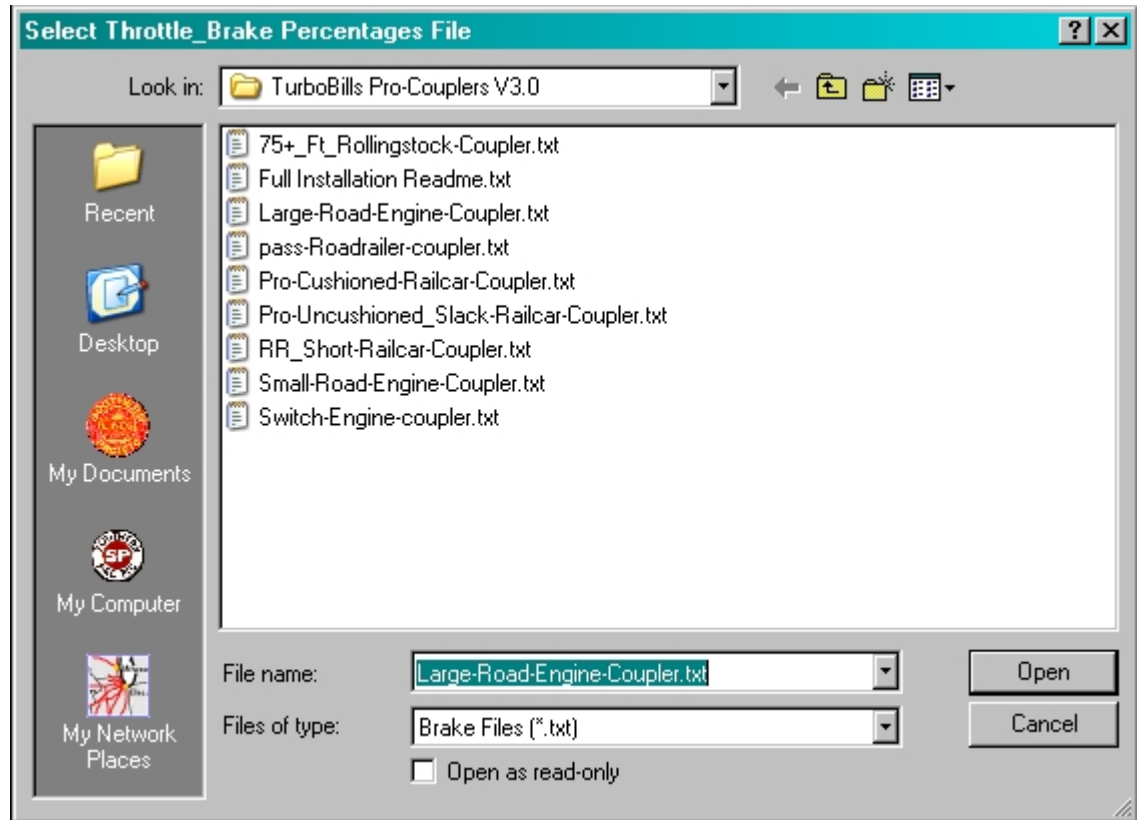 Select Throttle_Brake Percentages File
Look in: TurboBills Pro-Couplers V3.0
Recent
Desktop
My Documents
SP
My Computer
My Network
Places
75+_Ft_Rollingstock-Coupler.txt
Full Installation Readme.txt
Large-Road-Engine-Coupler.txt
pass-Roadrailer-coupler.txt
Pro-Cushioned-Railcar-Coupler.txt
Pro-Uncushioned_Slack-Railcar-Coupler.txt
RR_Short-Railcar-Coupler.txt
Small-Road-Engine-Coupler.txt
Switch-Engine-coupler.txt
File name: Large-Road-Engine-Coupler.txt Open
Files of type: Brake Files (*.txt) Cancel
Open as read-only